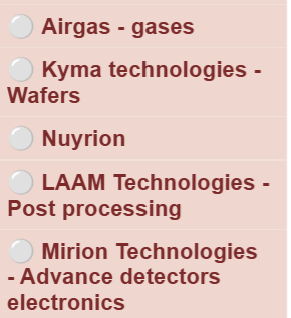 Airgas - gases
Kyma technologies -
Wafers
Nuyrion
LAAM Technologies -
Post processing
Mirion Technologies
- Advance detectors
electronics